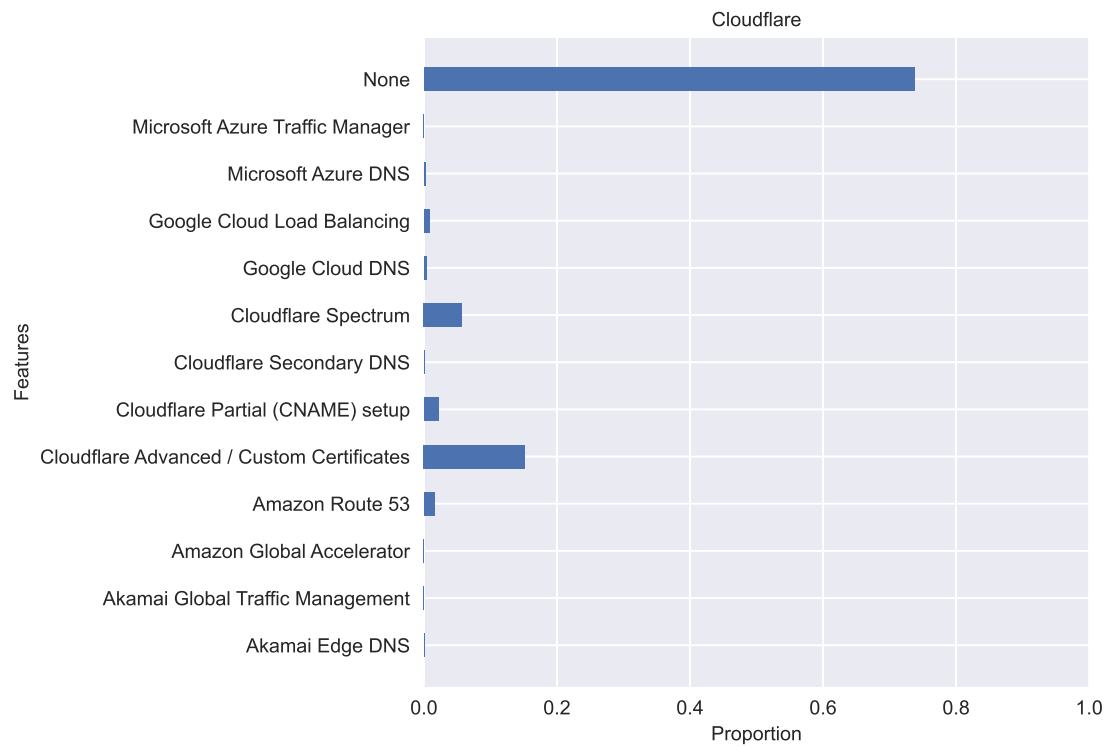 Cloudflare
None
Microsoft Azure Traffic Manager
Microsoft Azure DNS
Google Cloud Load Balancing
Google Cloud DNS
Cloudflare Spectrum
Cloudflare Secondary DNS
Cloudflare Partial (CNAME) setup
Cloudflare Advanced / Custom Certificates
Amazon Route 53
Amazon Global Accelerator
Akamai Global Traffic Management
Akamai Edge DNS
Features
0.0 0.2 0.4 0.6 0.8 1.0
Proportion